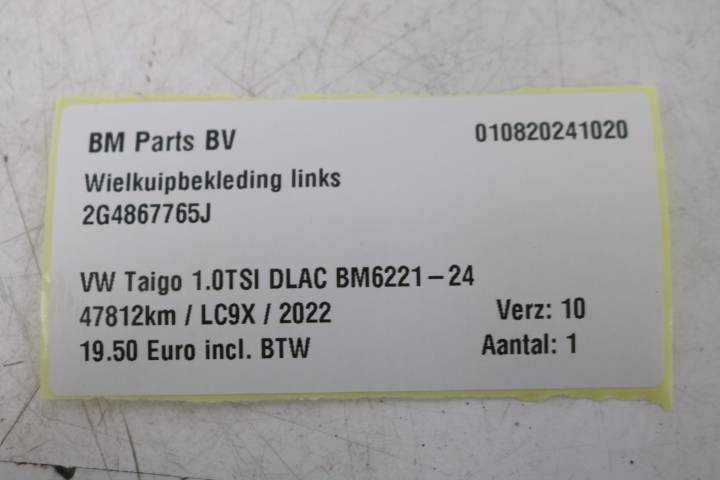 BM Parts BV 010820241020
Wielkuipbekleding links
2G4867765J
VW Taigo 1.0TSI DLAC BM6221-24
47812km / LC9X / 2022 Verz: 10
19.50 Euro incl. BTW Aantal: 1